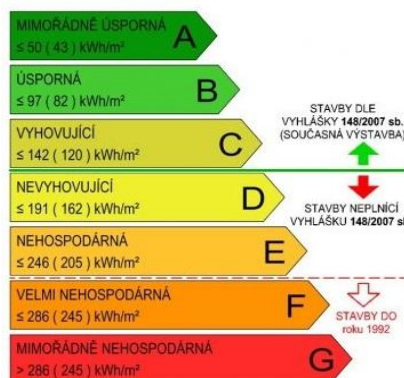 MIMOŘÁDNĚ ÚSPORNÁ
≤ 50 ( 43 ) kWh/m²
A
ÚSPORNÁ
≤ 97 ( 82 ) kWh/m²
B
VYHOVUJÍCÍ
≤ 142 ( 120 ) kWh/m²
C
STAVBY DLE
VYHLÁŠKY 148/2007 sb.
(SOUČASNÁ VÝSTAVBA)
NEVYHOVUJÍCÍ
≤ 191 ( 162 ) kWh/m²
D
STAVBY NEPLNÍCÍ
VYHLÁŠKU 148/2007 s
NEHOSPODÁRNÁ
≤ 246 ( 205 ) kWh/m²
E
VELMI NEHOSPODÁRNÁ
≤ 286 ( 245 ) kWh/m²
F
STAVBY DO
roku 1992
MIMOŘÁDNĚ NEHOSPODÁRNÁ
> 286 ( 245 ) kWh/m²
G